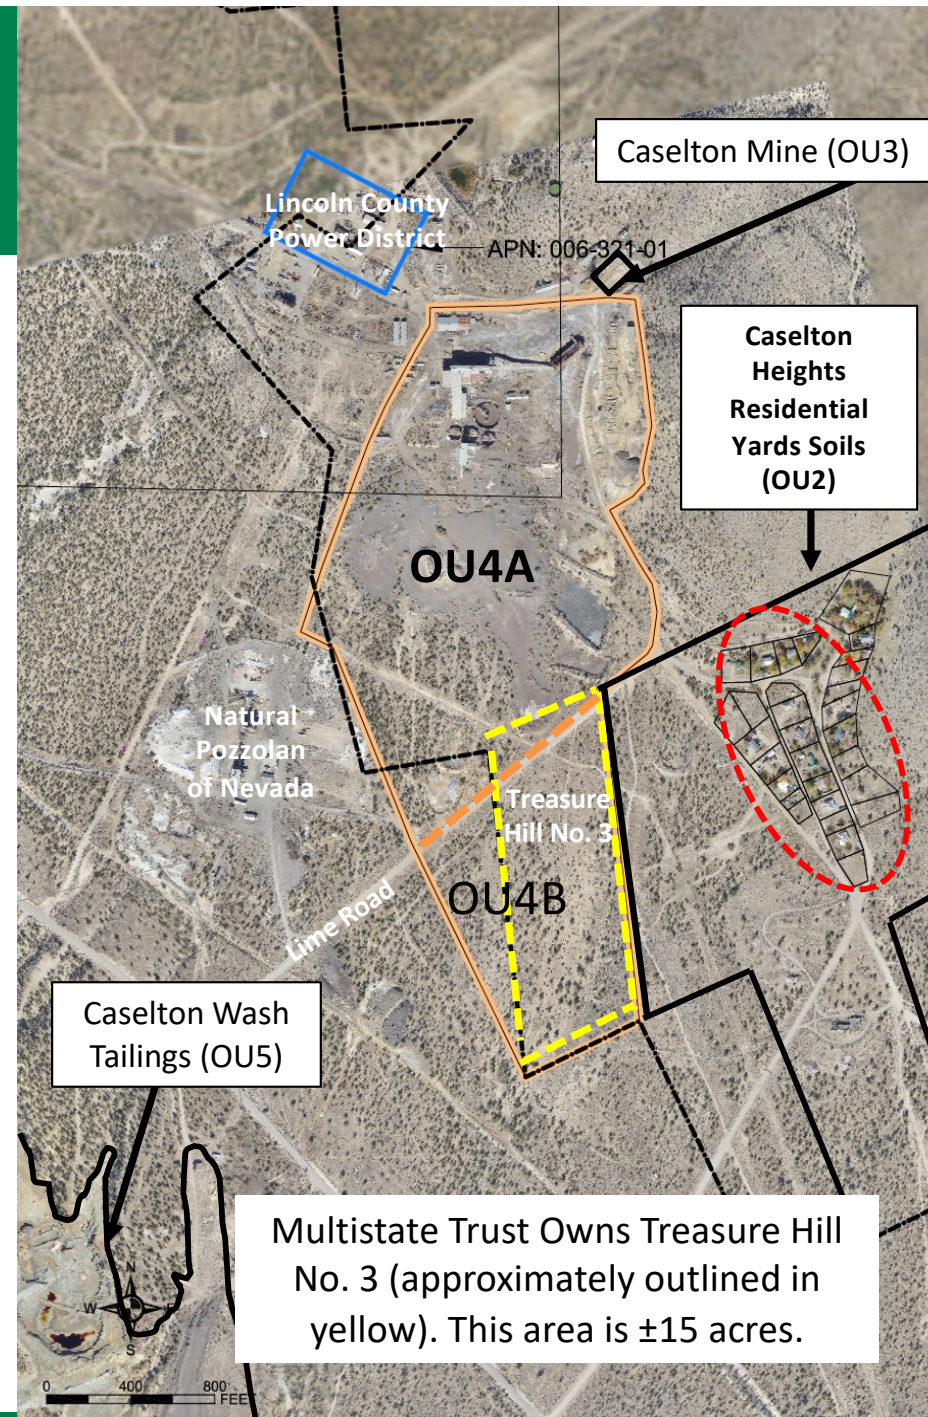 Caselton Mine (OU3)
Lincoln County
Power District
APN: 006-321-01
Caselton
Heights
Residential
Yards Soils
(OU2)
OU4A
Natural
Pozzolan
of Nevada
Treasure
Hill No. 3
OU4B
Lime Road
Caselton Wash
Tailings (OU5)
Multistate Trust Owns Treasure Hill
No. 3 (approximately outlined in
yellow). This area is ±15 acres.
N
W E
S
0 400 800
FEET